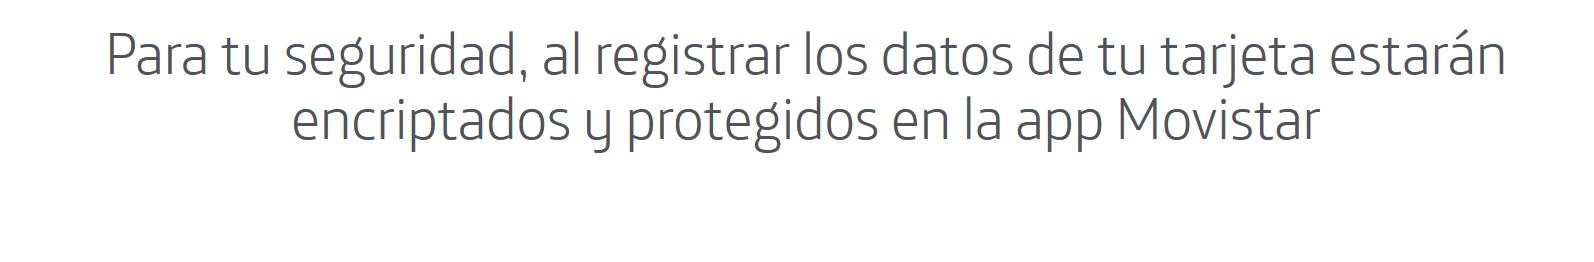 Para tu seguridad, al registrar los datos de tu tarjeta estarán
encriptados y protegidos en la app Movistar